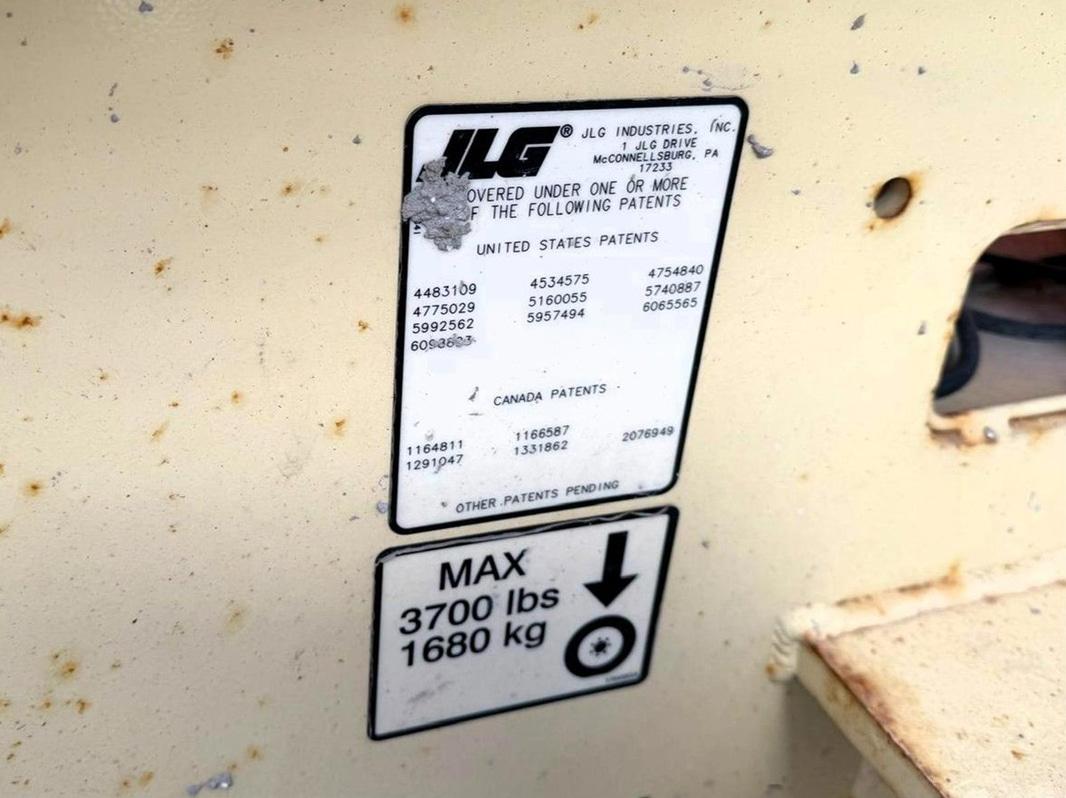 JLG® JLG INDUSTRIES, INC.
1 JLG DRIVE
McCONNELLSBURG, PA
17233
UNDER ONE OR MORE
THE FOLLOWING PATENTS
UNITED STATES PATENTS
4483109 4534575 4754840
4775029 5160055 5740887
5992562 5957494 6065565
CANADA PATENTS
1164811 1166587 2076949
1291047 1331862
OTHER PATENTS PENDING
MAX
3700 lbs
1680 kg